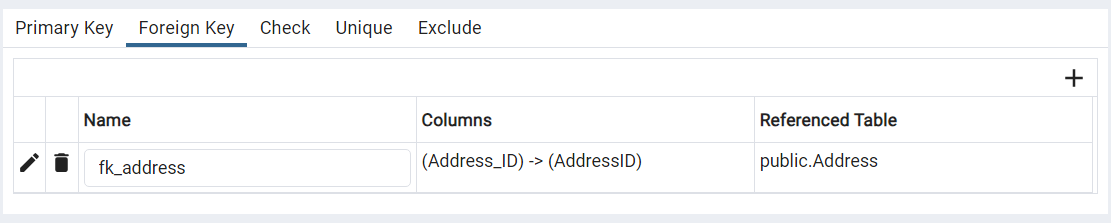 Primary Key Foreign Key Check Unique Exclude
Name Columns Referenced Table
fk_address (Address_ID) -> (AddressID) public.Address